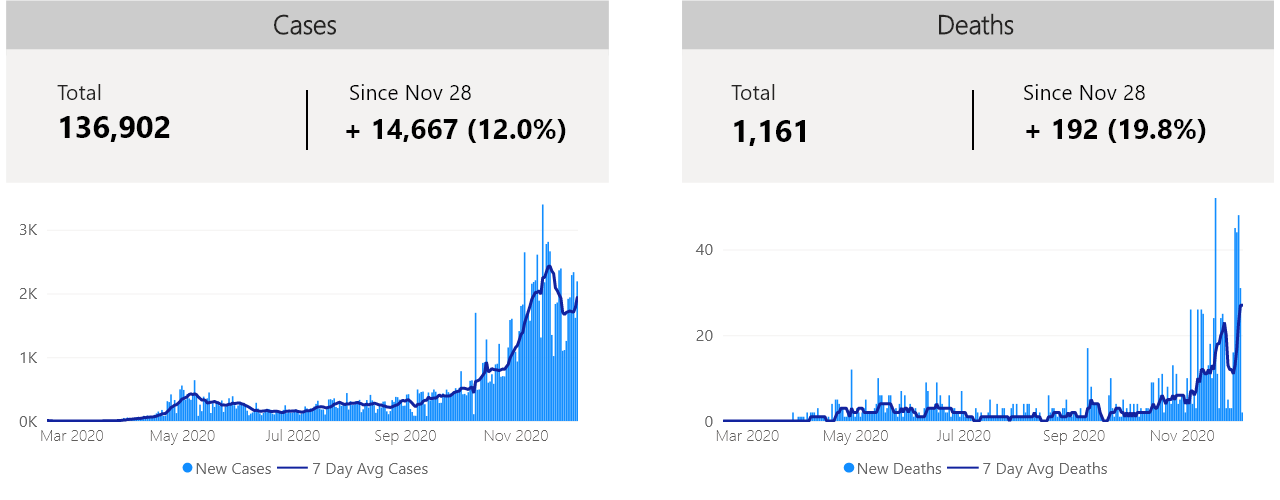 Cases
Total
136,902
Since Nov 28
+ 14,667 (12.0%)
3K
2K
1K
0K
Mar 2020 May 2020 Jul 2020 Sep 2020 Nov 2020
New Cases 7 Day Avg Cases
Deaths
Total
1,161
Since Nov 28
+ 192 (19.8%)
40
20
0
Mar 2020 May 2020 Jul 2020 Sep 2020 Nov 2020
New Deaths 7 Day Avg Deaths